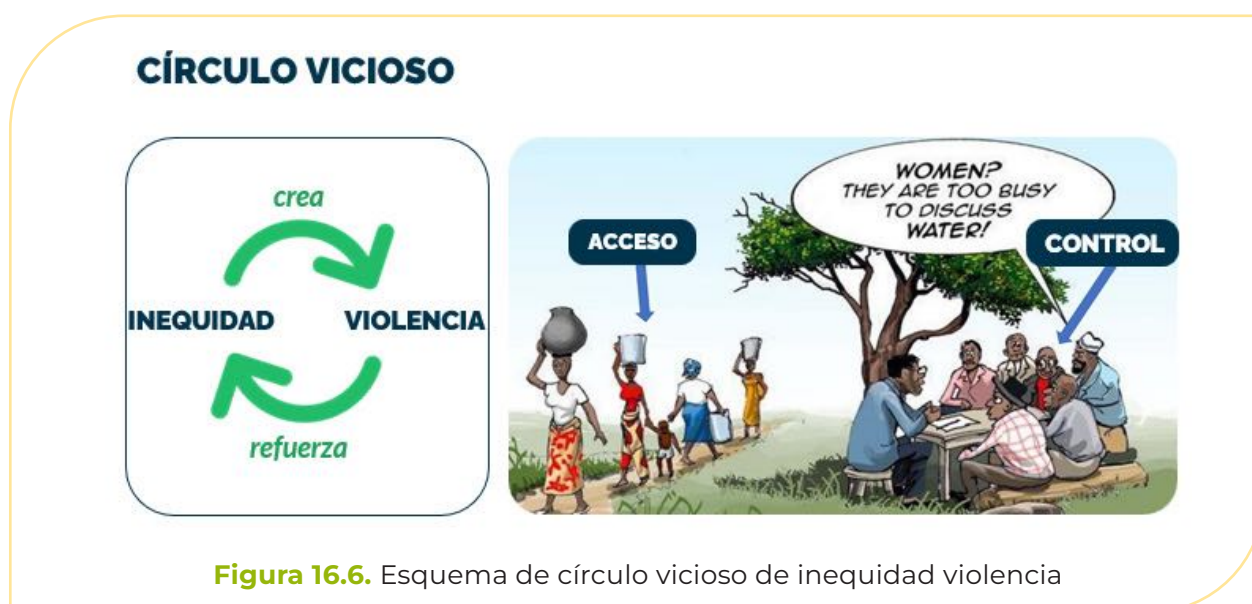 CÍRCULO VICIOSO
crea
INEQUIDAD
VIOLENCIA
refuerza
ACCESO
WOMEN?
THEY ARE TOO BUSY
TO DISCUSS
WATER!
CONTROL
Figura 16.6. Esquema de círculo vicioso de inequidad violencia